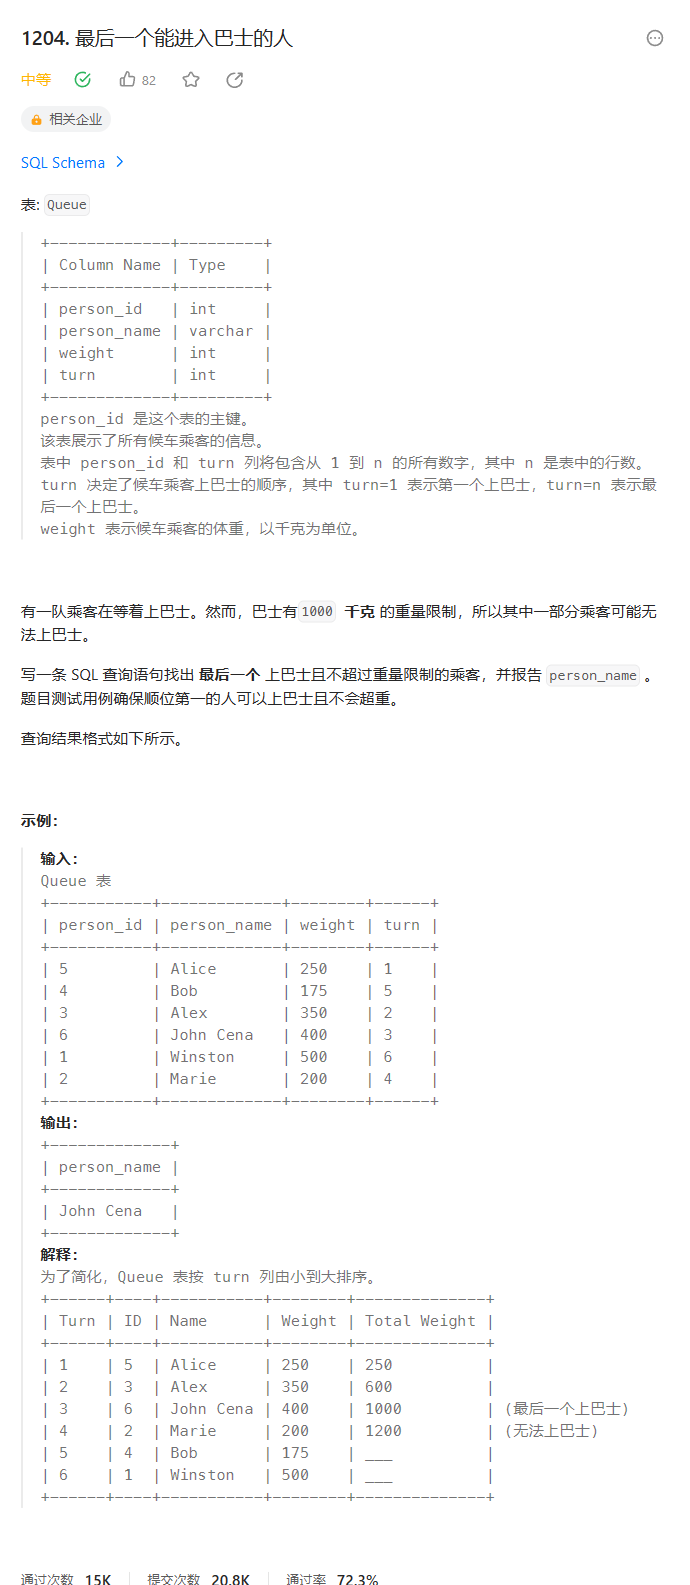 1204. 最后一个能进入巴士的人
中等 82
相关企业
SQL Schema >
表: Queue
+-------------+---------+
| Column Name | Type    |
+-------------+---------+
| person_id   | int     |
| person_name | varchar |
| weight      | int     |
| turn        | int     |
+-------------+---------+
person_id 是这个表的主键。
该表展示了所有候车乘客的信息。
表中 person_id 和 turn 列将包含从 1 到 n 的所有数字，其中 n 是表中的行数。
turn 决定了候车乘客上巴士的顺序，其中 turn=1 表示第一个上巴士，turn=n 表示最
后一个上巴士。
weight 表示候车乘客的体重，以千克为单位。
有一队乘客在等着上巴士。然而，巴士有1000 千克 的重量限制，所以其中一部分乘客可能无
法上巴士。
写一条 SQL 查询语句找出 最后一个 上巴士且不超过重量限制的乘客，并报告 person_name 。
题目测试用例确保顺位第一的人可以上巴士且不会超重。
查询结果格式如下所示。
示例：
输入：
Queue 表
+-----------+-------------+--------+------+
| person_id | person_name | weight | turn |
+-----------+-------------+--------+------+
| 5         | Alice       | 250    | 1    |
| 4         | Bob         | 175    | 5    |
| 3         | Alex        | 350    | 2    |
| 6         | John Cena   | 400    | 3    |
| 1         | Winston     | 500    | 6    |
| 2         | Marie       | 200    | 4    |
+-----------+-------------+--------+------+
输出：
+-------------+
| person_name |
+-------------+
| John Cena   |
+-------------+
解释：
为了简化，Queue 表按 turn 列由小到大排序。
+------+----+-----------+--------+--------------+
| Turn | ID | Name      | Weight | Total Weight |
+------+----+-----------+--------+--------------+
| 1    | 5  | Alice     | 250    | 250          |
| 2    | 3  | Alex      | 350    | 600          |
| 3    | 6  | John Cena | 400    | 1000         | (最后一个上巴士)
| 4    | 2  | Marie     | 200    | 1200         | (无法上巴士)
| 5    | 4  | Bob       | 175    | ___          |
| 6    | 1  | Winston   | 500    | ___          |
+------+----+-----------+--------+--------------+
通过次数 15K 提交次数 20.8K 通过率 72.3%